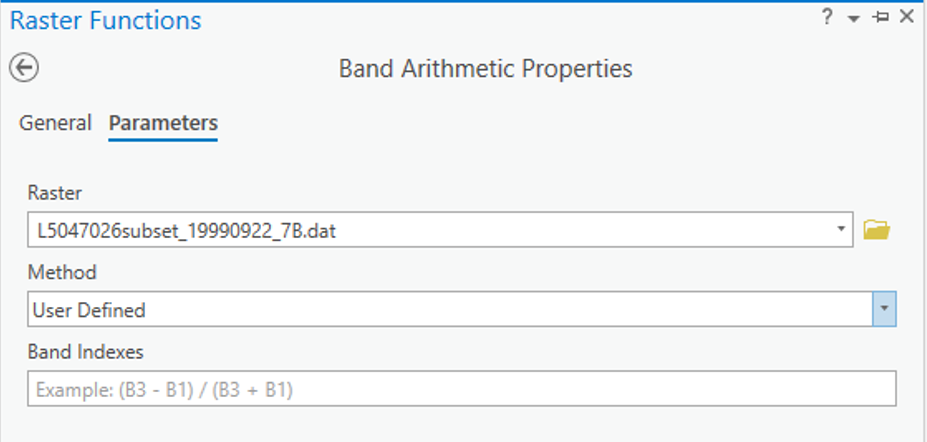 Raster Functions ?
Band Arithmetic Properties
General Parameters
Raster
L5047026subset_19990922_7B.dat
Method
User Defined
Band Indexes
Example: (B3 - B1) / (B3 + B1)